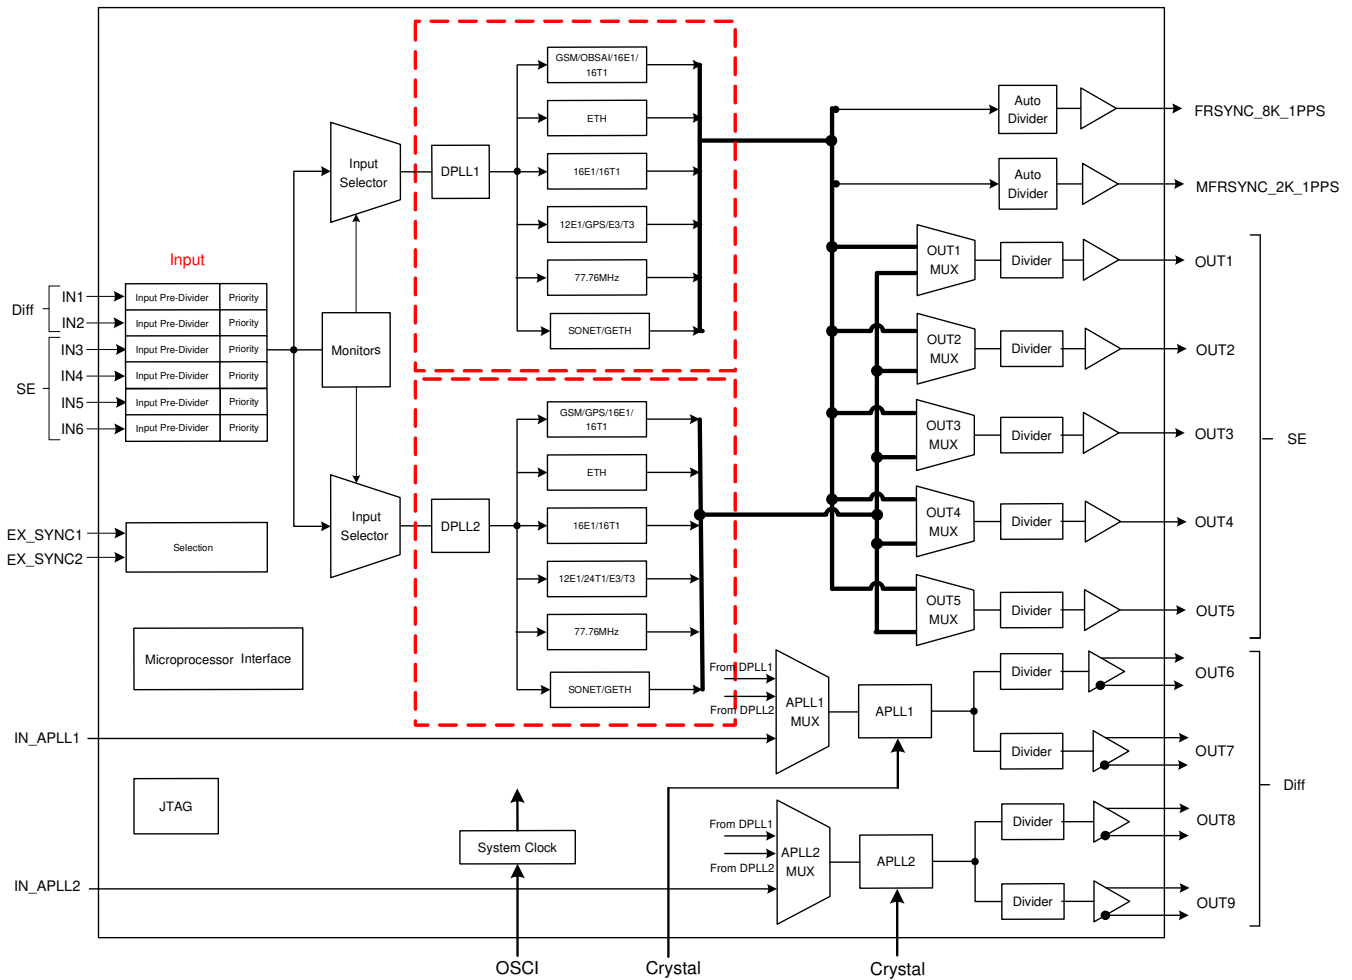 GSM/OBSAI/16E1/
16T1
ETH
16E1/16T1
12E1/GPS/E3/T3
77.76MHz
SONET/GETH
Input
Selector
DPLL1
Auto
Divider
FRSYNC_8K_1PPS
Auto
Divider
MFRSYNC_2K_1PPS
Input
Diff
IN1
Input Pre-Divider
Priority
IN2
Input Pre-Divider
Priority
SE
IN3
Input Pre-Divider
Priority
IN4
Input Pre-Divider
Priority
IN5
Input Pre-Divider
Priority
IN6
Input Pre-Divider
Priority
Monitors
OUT1
MUX
Divider
OUT1
OUT2
MUX
Divider
OUT2
OUT3
MUX
Divider
OUT3
SE
OUT4
MUX
Divider
OUT4
OUT5
MUX
Divider
OUT5
GSM/GPS/16E1/
16T1
ETH
16E1/16T1
12E1/24T1/E3/T3
77.76MHz
SONET/GETH
Input
Selector
DPLL2
EX_SYNC1
EX_SYNC2
Selection
Microprocessor Interface
From DPLL1
From DPLL2
APLL1
MUX
APLL1
Divider
OUT6
Divider
OUT7
IN_APLL1
JTAG
System Clock
From DPLL1
From DPLL2
APLL2
MUX
APLL2
Divider
OUT8
Divider
OUT9
Diff
IN_APLL2
OSCI
Crystal
Crystal